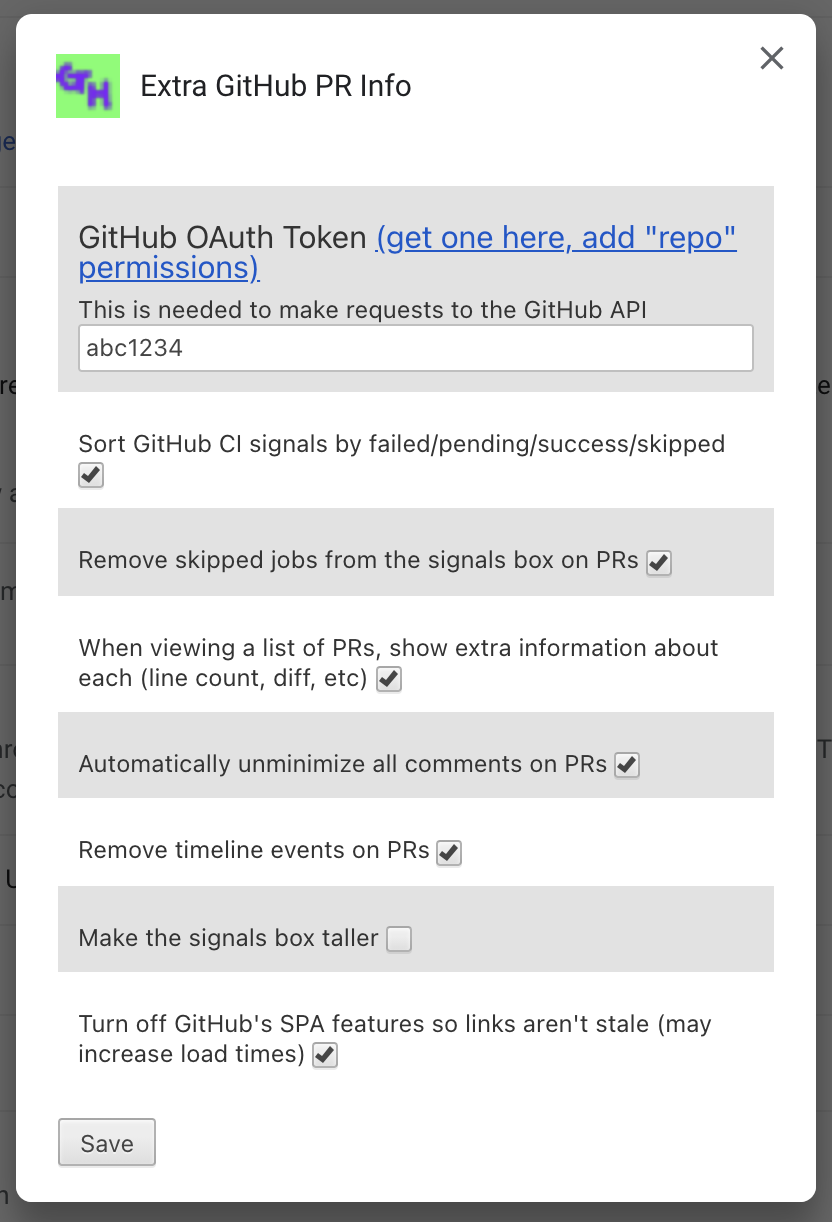 GH
Extra GitHub PR Info
GitHub OAuth Token (get one here, add "repo"
permissions)
This is needed to make requests to the GitHub API
abc1234
Sort GitHub CI signals by failed/pending/success/skipped
Remove skipped jobs from the signals box on PRs
When viewing a list of PRs, show extra information about
each (line count, diff, etc)
Automatically unminimize all comments on PRs
Remove timeline events on PRs
Make the signals box taller
Turn off GitHub's SPA features so links aren't stale (may
increase load times)
Save